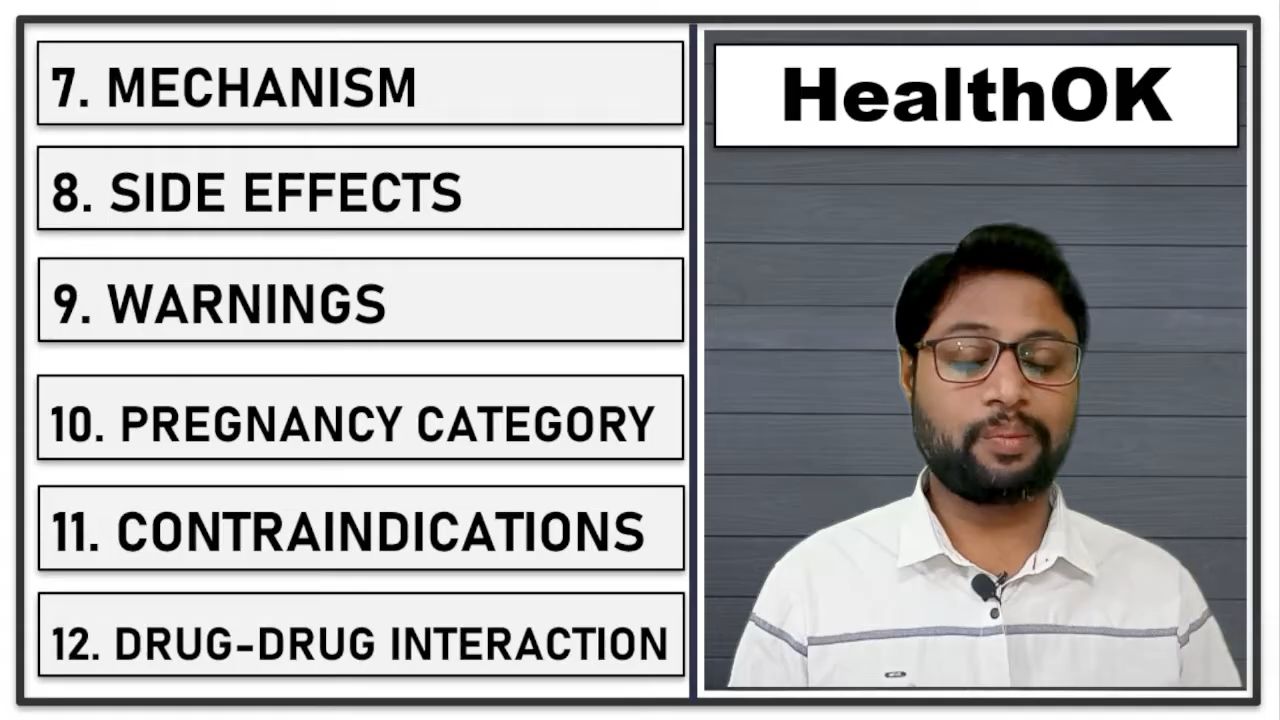 7. MECHANISM
8. SIDE EFFECTS
9. WARNINGS
10. PREGNANCY CATEGORY
11. CONTRAINDICATIONS
12. DRUG-DRUG INTERACTION
HealthOK